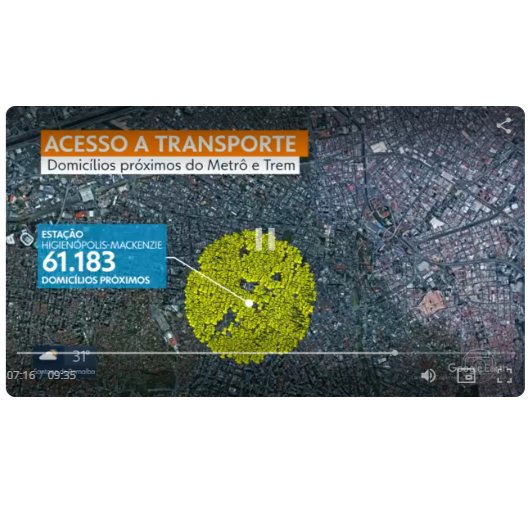 ACESSO A TRANSPORTE
Domicílios próximos do Metrô e Trem
ESTAÇÃO
HIGIENÓPOLIS-MACKENZIE
61.183
DOMICÍLIOS PRÓXIMOS
31°
07:16 / 09:35
Google Earth